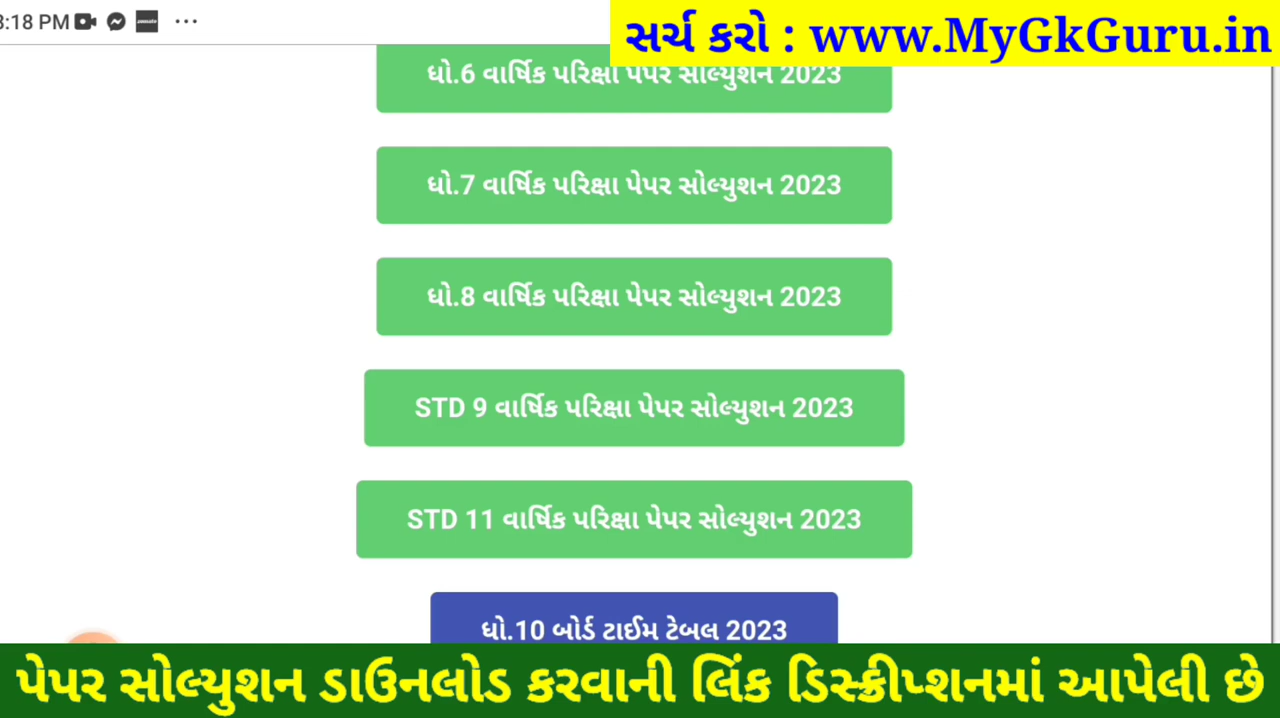 3:18 PM
સર્ચ કરો : www.MyGkGuru.in
ધો.6 વાર્ષિક પરિક્ષા પેપર સોલ્યુશન 2023
ધો.7 વાર્ષિક પરિક્ષા પેપર સોલ્યુશન 2023
ધો.8 વાર્ષિક પરિક્ષા પેપર સોલ્યુશન 2023
STD 9 વાર્ષિક પરિક્ષા પેપર સોલ્યુશન 2023
STD 11 વાર્ષિક પરિક્ષા પેપર સોલ્યુશન 2023
ધો.10 બોર્ડ ટાઈમ ટેબલ 2023
પેપર સોલ્યુશન ડાઉનલોડ કરવાની લિંક ડિસ્ક્રીપ્શનમાં આપેલી છે